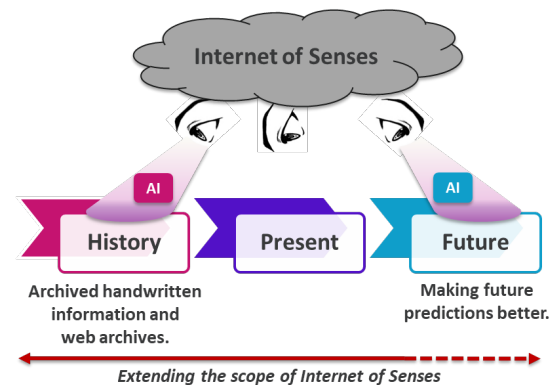 Internet of Senses
AI
AI
History
Present
Future
Archived handwritten
information and
web archives.
Making future
predictions better.
Extending the scope of Internet of Senses